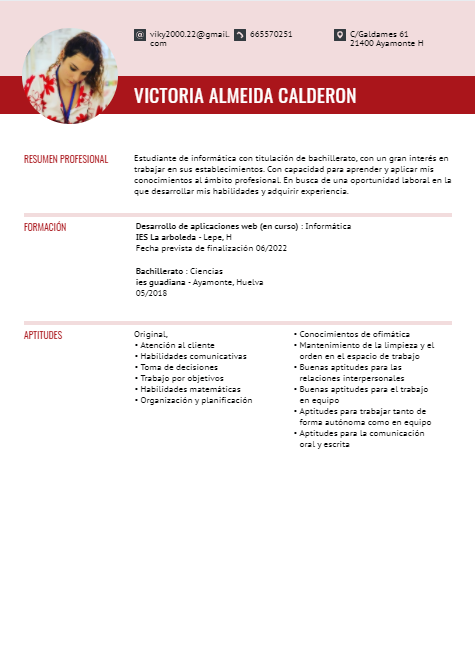 viky2000.22@gmail.
com
665570251
C/Galdames 61
21400 Ayamonte H
VICTORIA ALMEIDA CALDERON
RESUMEN PROFESIONAL
Estudiante de informática con titulación de bachillerato, con un gran interés en
trabajar en sus establecimientos. Con capacidad para aprender y aplicar mis
conocimientos al ámbito profesional. En busca de una oportunidad laboral en la
que desarrollar mis habilidades y adquirir experiencia.
FORMACIÓN
Desarrollo de aplicaciones web (en curso) : Informática
IES La arboleda - Lepe, H
Fecha prevista de finalización 06/2022
Bachillerato : Ciencias
ies guadiana - Ayamonte, Huelva
05/2018
APTITUDES
Original,
• Atención al cliente
• Habilidades comunicativas
• Toma de decisiones
• Trabajo por objetivos
• Habilidades matemáticas
• Organización y planificación
• Conocimientos de ofimática
• Mantenimiento de la limpieza y el
orden en el espacio de trabajo
• Buenas aptitudes para las
relaciones interpersonales
• Buenas aptitudes para el trabajo
en equipo
• Aptitudes para trabajar tanto de
forma autónoma como en equipo
• Aptitudes para la comunicación
oral y escrita